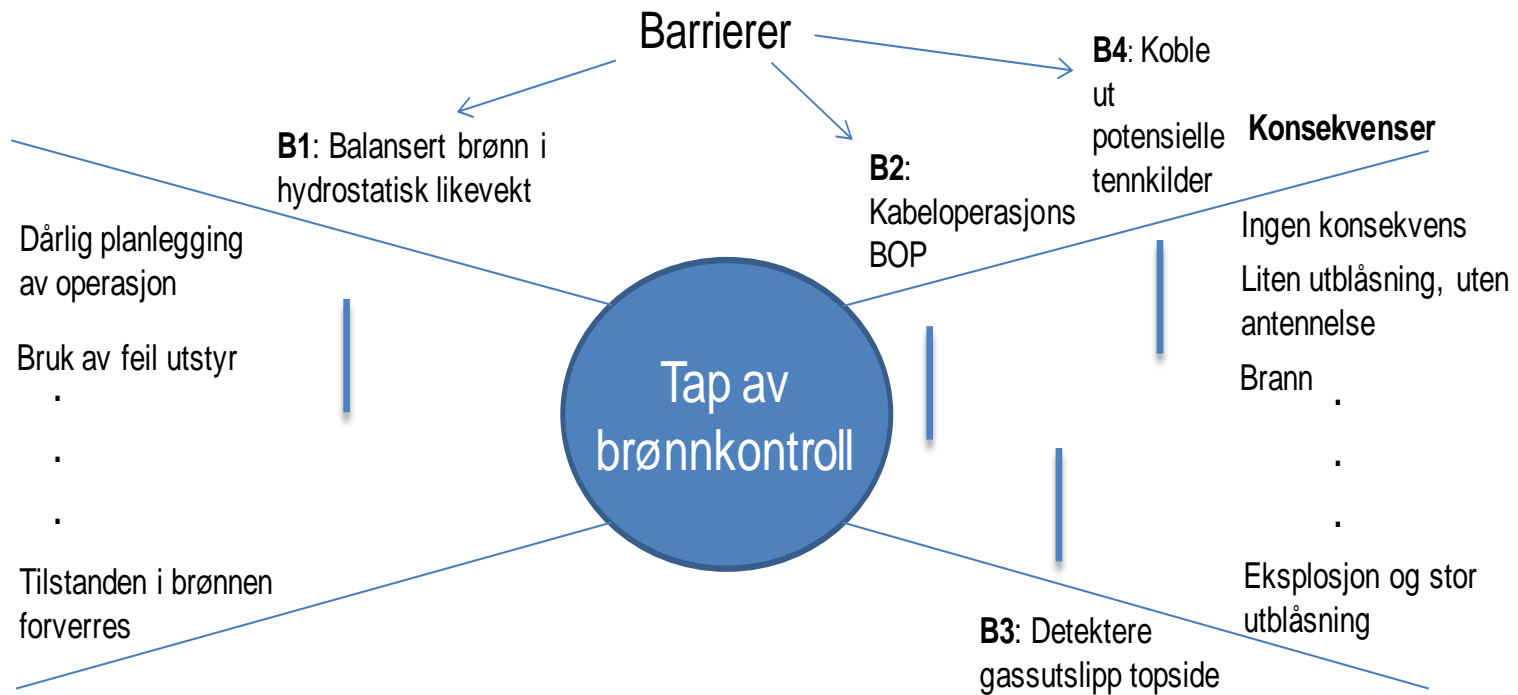 Barrierer
B1: Balansert brønn i
hydrostatisk likevekt
B2:
Kabeloperasjons
BOP
B4: Koble
ut
potensielle
tennkilder
Konsekvenser
Dårlig planlegging
av operasjon
Bruk av feil utstyr
.
.
.
Tilstanden i brønnen
forverres
Tap av
brønnkontroll
Ingen konsekvens
Liten utblåsning, uten
antennelse
Brann
.
.
.
Eksplosjon og stor
utblåsning
B3: Detektere
gassutslipp topside